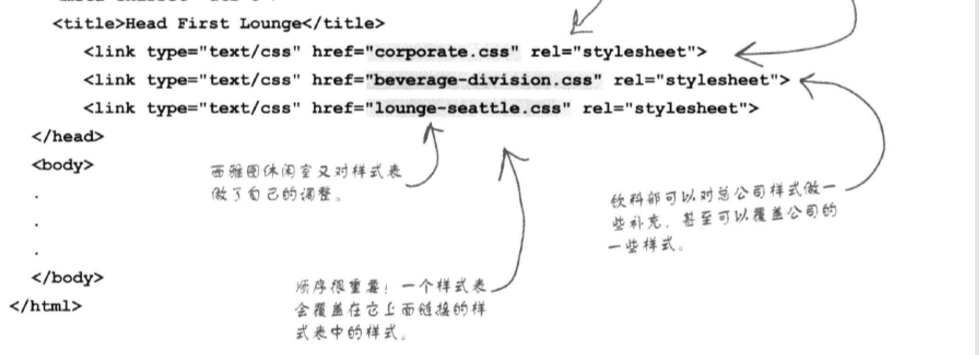 <title>Head First Lounge</title>
<link type="text/css" href="corporate.css" rel="stylesheet">
<link type="text/css" href="beverage-division.css" rel="stylesheet">
<link type="text/css" href="lounge-seattle.css" rel="stylesheet">
</head>
<body>
西雅图休闲室又对样式表
做了自己的调整。
.
.
.
饮料部可以对总公司样式做一
些补充，甚至可以覆盖公司的
一些样式。
</body>
</html>
顺序很重要！一个样式表
会覆盖在它上面链接的样
式表中的样式。